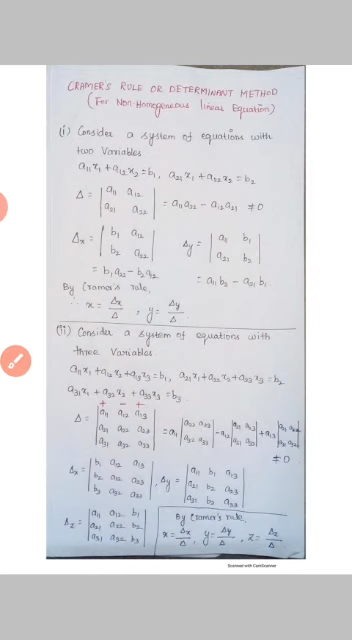 CRAMER'S RULE OR DETERMINANT METHOD
(For Non-Homogeneous linear Equation)
(i) Consider a system of equations with
two Variables
a₁₁x₁ + a₁₂x₂ = b₁, a₂₁x₁ + a₂₂x₂ = b₂
Δ = | a₁₁ a₁₂ | = a₁₁a₂₂ − a₁₂a₂₁ ≠ 0
| a₂₁ a₂₂ |
Δx = | b₁ a₁₂ | Δy = | a₁₁ b₁ |
| b₂ a₂₂ | | a₂₁ b₂ |
= b₁a₂₂ − b₂a₁₂ = a₁₁b₂ − a₂₁b₁
By Cramer's rule,
∴ x = Δx/Δ , y = Δy/Δ
(ii) Consider a system of equations with
three Variables
a₁₁x₁ + a₁₂x₂ + a₁₃x₃ = b₁, a₂₁x₁ + a₂₂x₂ + a₂₃x₃ = b₂
a₃₁x₁ + a₃₂x₂ + a₃₃x₃ = b₃
+ − +
Δ = | a₁₁ a₁₂ a₁₃ | = a₁₁ | a₂₂ a₂₃ | − a₁₂ | a₂₁ a₂₃ | + a₁₃ | a₂₁ a₂₂ |
| a₂₁ a₂₂ a₂₃ | | a₃₂ a₃₃ | | a₃₁ a₃₂ |
| a₃₁ a₃₂ a₃₃ | ≠ 0
Δx = | b₁ a₁₂ a₁₃ | , Δy = | a₁₁ b₁ a₁₃ |
| b₂ a₂₂ a₂₃ | | a₂₁ b₂ a₂₃ |
| b₃ a₃₂ a₃₃ | | a₃₁ b₂ a₃₃ |
Δz = | a₁₁ a₁₂ b₁ |
| a₂₁ a₂₂ b₂ |
| a₃₁ a₃₂ b₃ |
By Cramer's rule,
x = Δx/Δ , y = Δy/Δ , z = Δz/Δ
Scanned with CamScanner